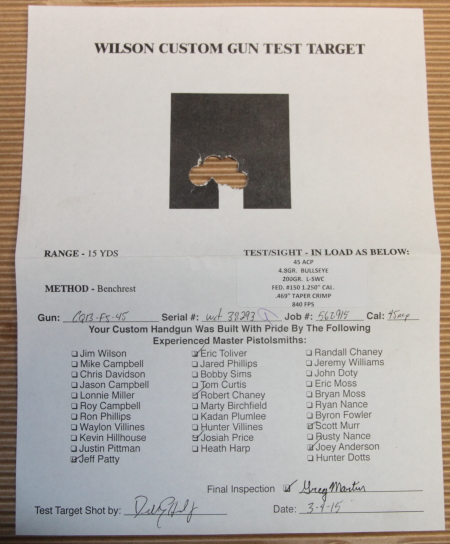 WILSON CUSTOM GUN TEST TARGET
RANGE - 15 YDS
TEST/SIGHT - IN LOAD AS BELOW:
45 ACP
4.8GR. BULLSEYE
200GR. L-SWC
FED. #150 1.250" CAL.
.469" TAPER CRIMP
840 FPS
METHOD - Benchrest
Gun: CQB-FS-45 Serial #: WCT 38293 Job #: 562915 Cal: 45acp
Your Custom Handgun Was Built With Pride By The Following
Experienced Master Pistolsmiths:
Jim Wilson
Mike Campbell
Chris Davidson
Jason Campbell
Lonnie Miller
Roy Campbell
Ron Phillips
Waylon Villines
Kevin Hillhouse
Justin Pittman
Jeff Patty
Eric Toliver
Jared Phillips
Bobby Sims
Tom Curtis
Robert Chaney
Marty Birchfield
Kadan Plumlee
Hunter Villines
Josiah Price
Heath Harp
Randall Chaney
Jeremy Williams
John Doty
Eric Moss
Bryan Moss
Ryan Nance
Byron Fowler
Scott Murr
Rusty Nance
Joey Anderson
Hunter Dotts
Final Inspection Greg Martin
Test Target Shot by: Date: 3-4-15